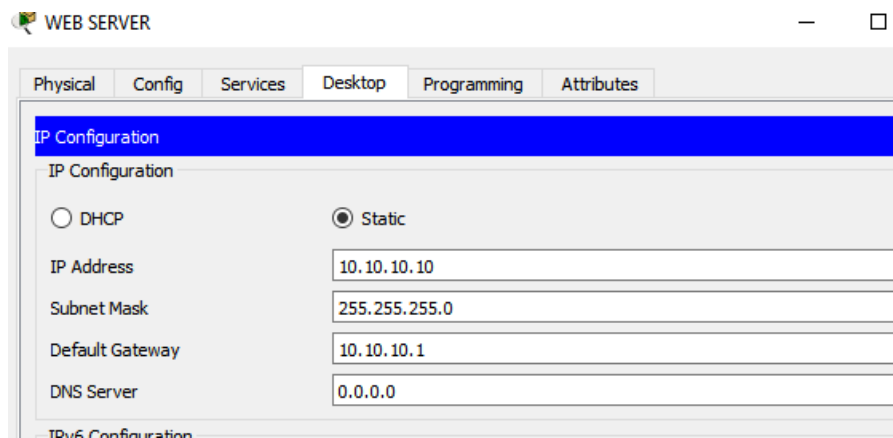 WEB SERVER
Physical Config Services Desktop Programming Attributes
IP Configuration
IP Configuration
DHCP Static
IP Address 10.10.10.10
Subnet Mask 255.255.255.0
Default Gateway 10.10.10.1
DNS Server 0.0.0.0
IPv6 Configuration